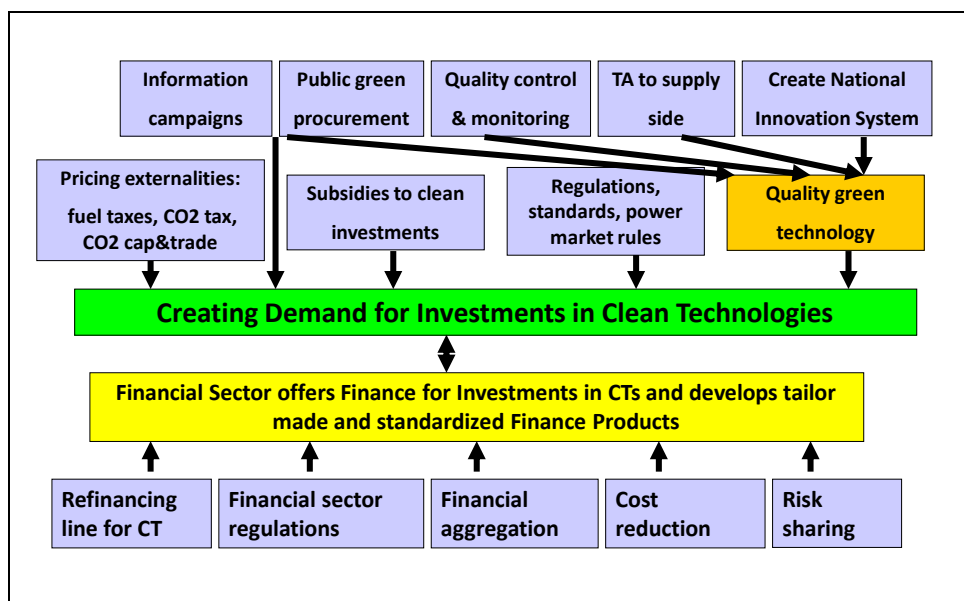 Information
campaigns
Public green
procurement
Quality control
& monitoring
TA to supply
side
Create National
Innovation System
Pricing externalities:
fuel taxes, CO2 tax,
CO2 cap&trade
Subsidies to clean
investments
Regulations,
standards, power
market rules
Quality green
technology
Creating Demand for Investments in Clean Technologies
Financial Sector offers Finance for Investments in CTs and develops tailor
made and standardized Finance Products
Refinancing
line for CT
Financial sector
regulations
Financial
aggregation
Cost
reduction
Risk
sharing